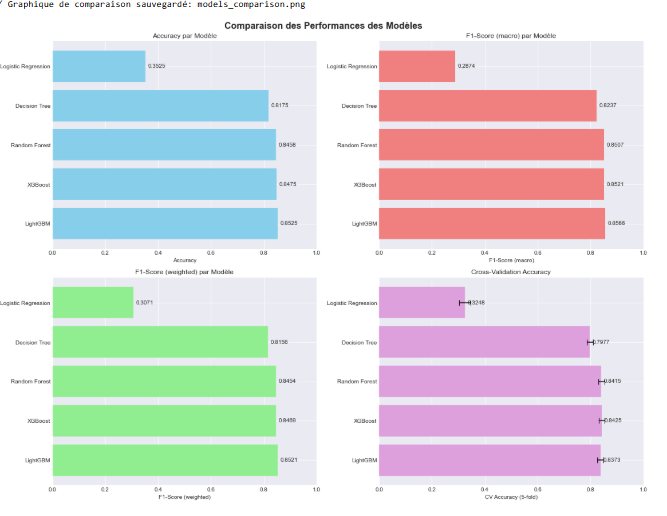 Graphique de comparaison sauvegardé: models_comparison.png
Comparaison des Performances des Modèles
Accuracy par Modèle
Logistic Regression
0.3525
Decision Tree
0.8175
Random Forest
0.8458
XGBoost
0.8475
LightGBM
0.8525
0.0 0.2 0.4 0.6 0.8 1.0
Accuracy
F1-Score (macro) par Modèle
Logistic Regression
0.2874
Decision Tree
0.8237
Random Forest
0.8507
XGBoost
0.8521
LightGBM
0.8566
0.0 0.2 0.4 0.6 0.8 1.0
F1-Score (macro)
F1-Score (weighted) par Modèle
Logistic Regression
0.3071
Decision Tree
0.8156
Random Forest
0.8454
XGBoost
0.8469
LightGBM
0.8521
0.0 0.2 0.4 0.6 0.8 1.0
F1-Score (weighted)
Cross-Validation Accuracy
Logistic Regression
Decision Tree
0.7977
Random Forest
0.8415
XGBoost
0.8425
LightGBM
0.8373
0.0 0.2 0.4 0.6 0.8 1.0
CV Accuracy (5-fold)